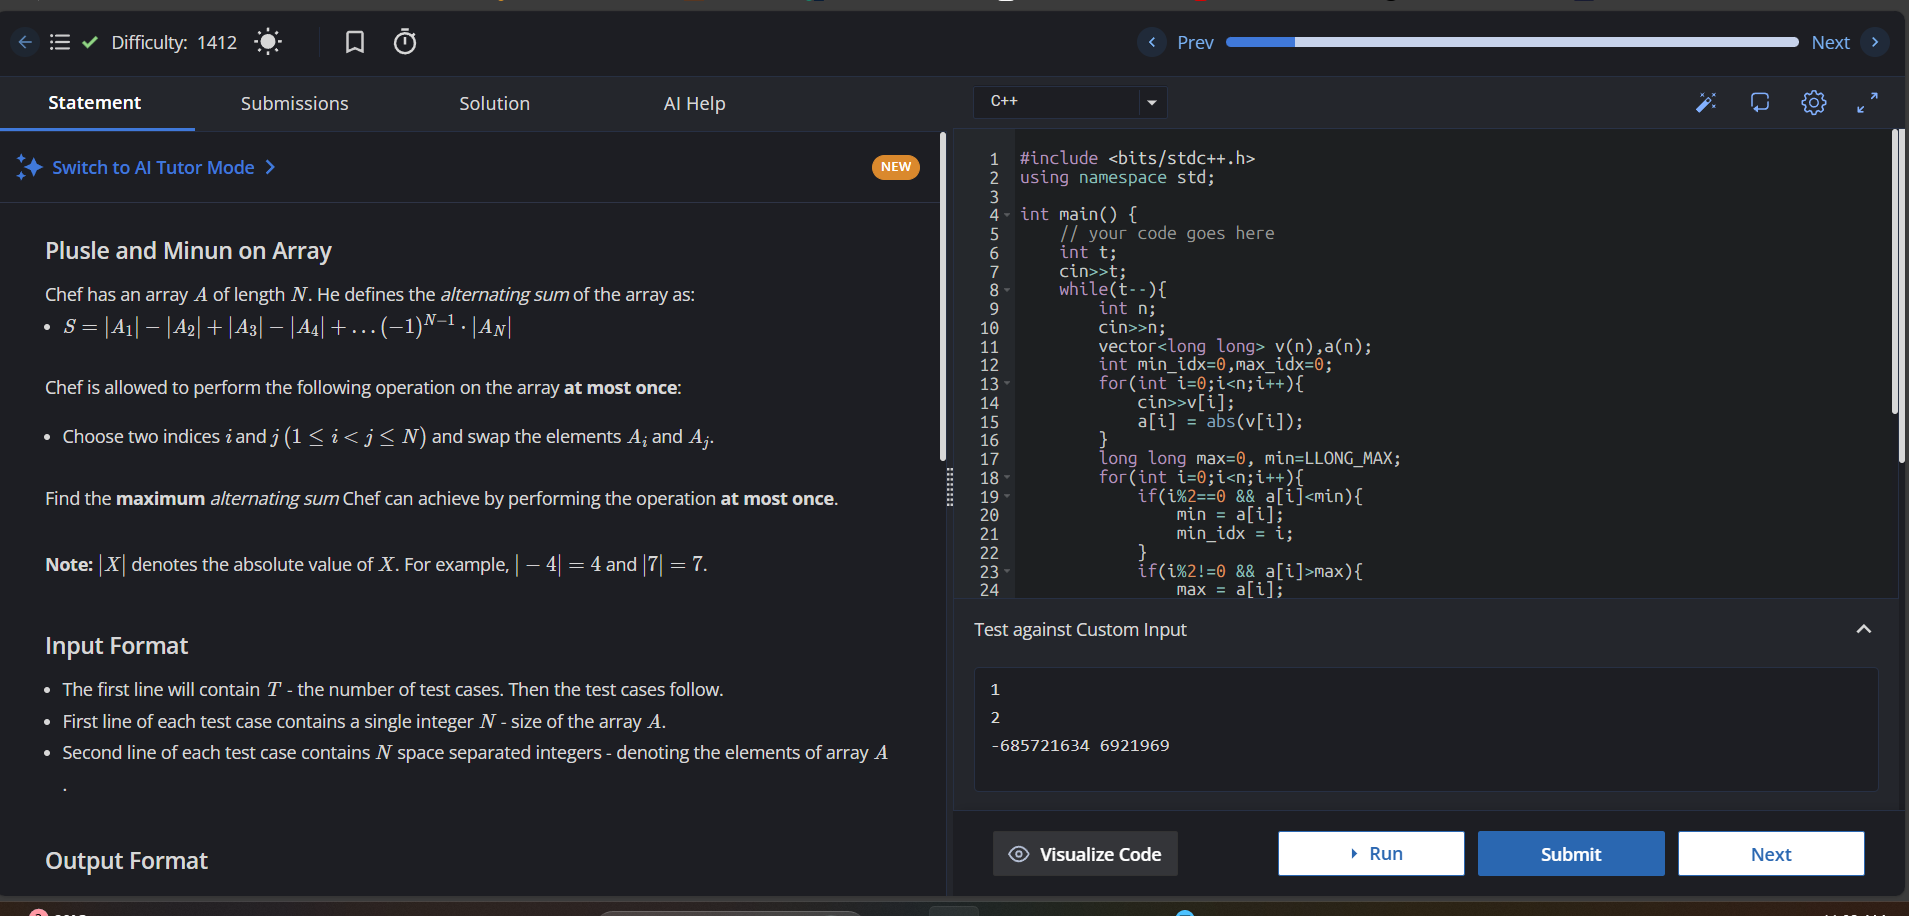 Difficulty: 1412
Prev
Next
Statement
Submissions
Solution
AI Help
C++
Switch to AI Tutor Mode
NEW
Plusle and Minun on Array
Chef has an array A of length N. He defines the alternating sum of the array as:
• S = |A₁| − |A₂| + |A₃| − |A₄| + … (−1)ᴺ⁻¹ · |A_N|
Chef is allowed to perform the following operation on the array at most once:
• Choose two indices i and j (1 ≤ i < j ≤ N) and swap the elements Aᵢ and Aⱼ.
Find the maximum alternating sum Chef can achieve by performing the operation at most once.
Note: |X| denotes the absolute value of X. For example, | − 4| = 4 and |7| = 7.
Input Format
• The first line will contain T - the number of test cases. Then the test cases follow.
• First line of each test case contains a single integer N - size of the array A.
• Second line of each test case contains N space separated integers - denoting the elements of array A
.
Output Format
1 #include <bits/stdc++.h>
2 using namespace std;
3
4 int main() {
5 // your code goes here
6 int t;
7 cin>>t;
8 while(t--){
9 int n;
10 cin>>n;
11 vector<long long> v(n),a(n);
12 int min_idx=0,max_idx=0;
13 for(int i=0;i<n;i++){
14 cin>>v[i];
15 a[i] = abs(v[i]);
16 }
17 long long max=0, min=LLONG_MAX;
18 for(int i=0;i<n;i++){
19 if(i%2==0 && a[i]<min){
20 min = a[i];
21 min_idx = i;
22 }
23 if(i%2!=0 && a[i]>max){
24 max = a[i];
Test against Custom Input
1
2
-685721634 6921969
Visualize Code
Run
Submit
Next